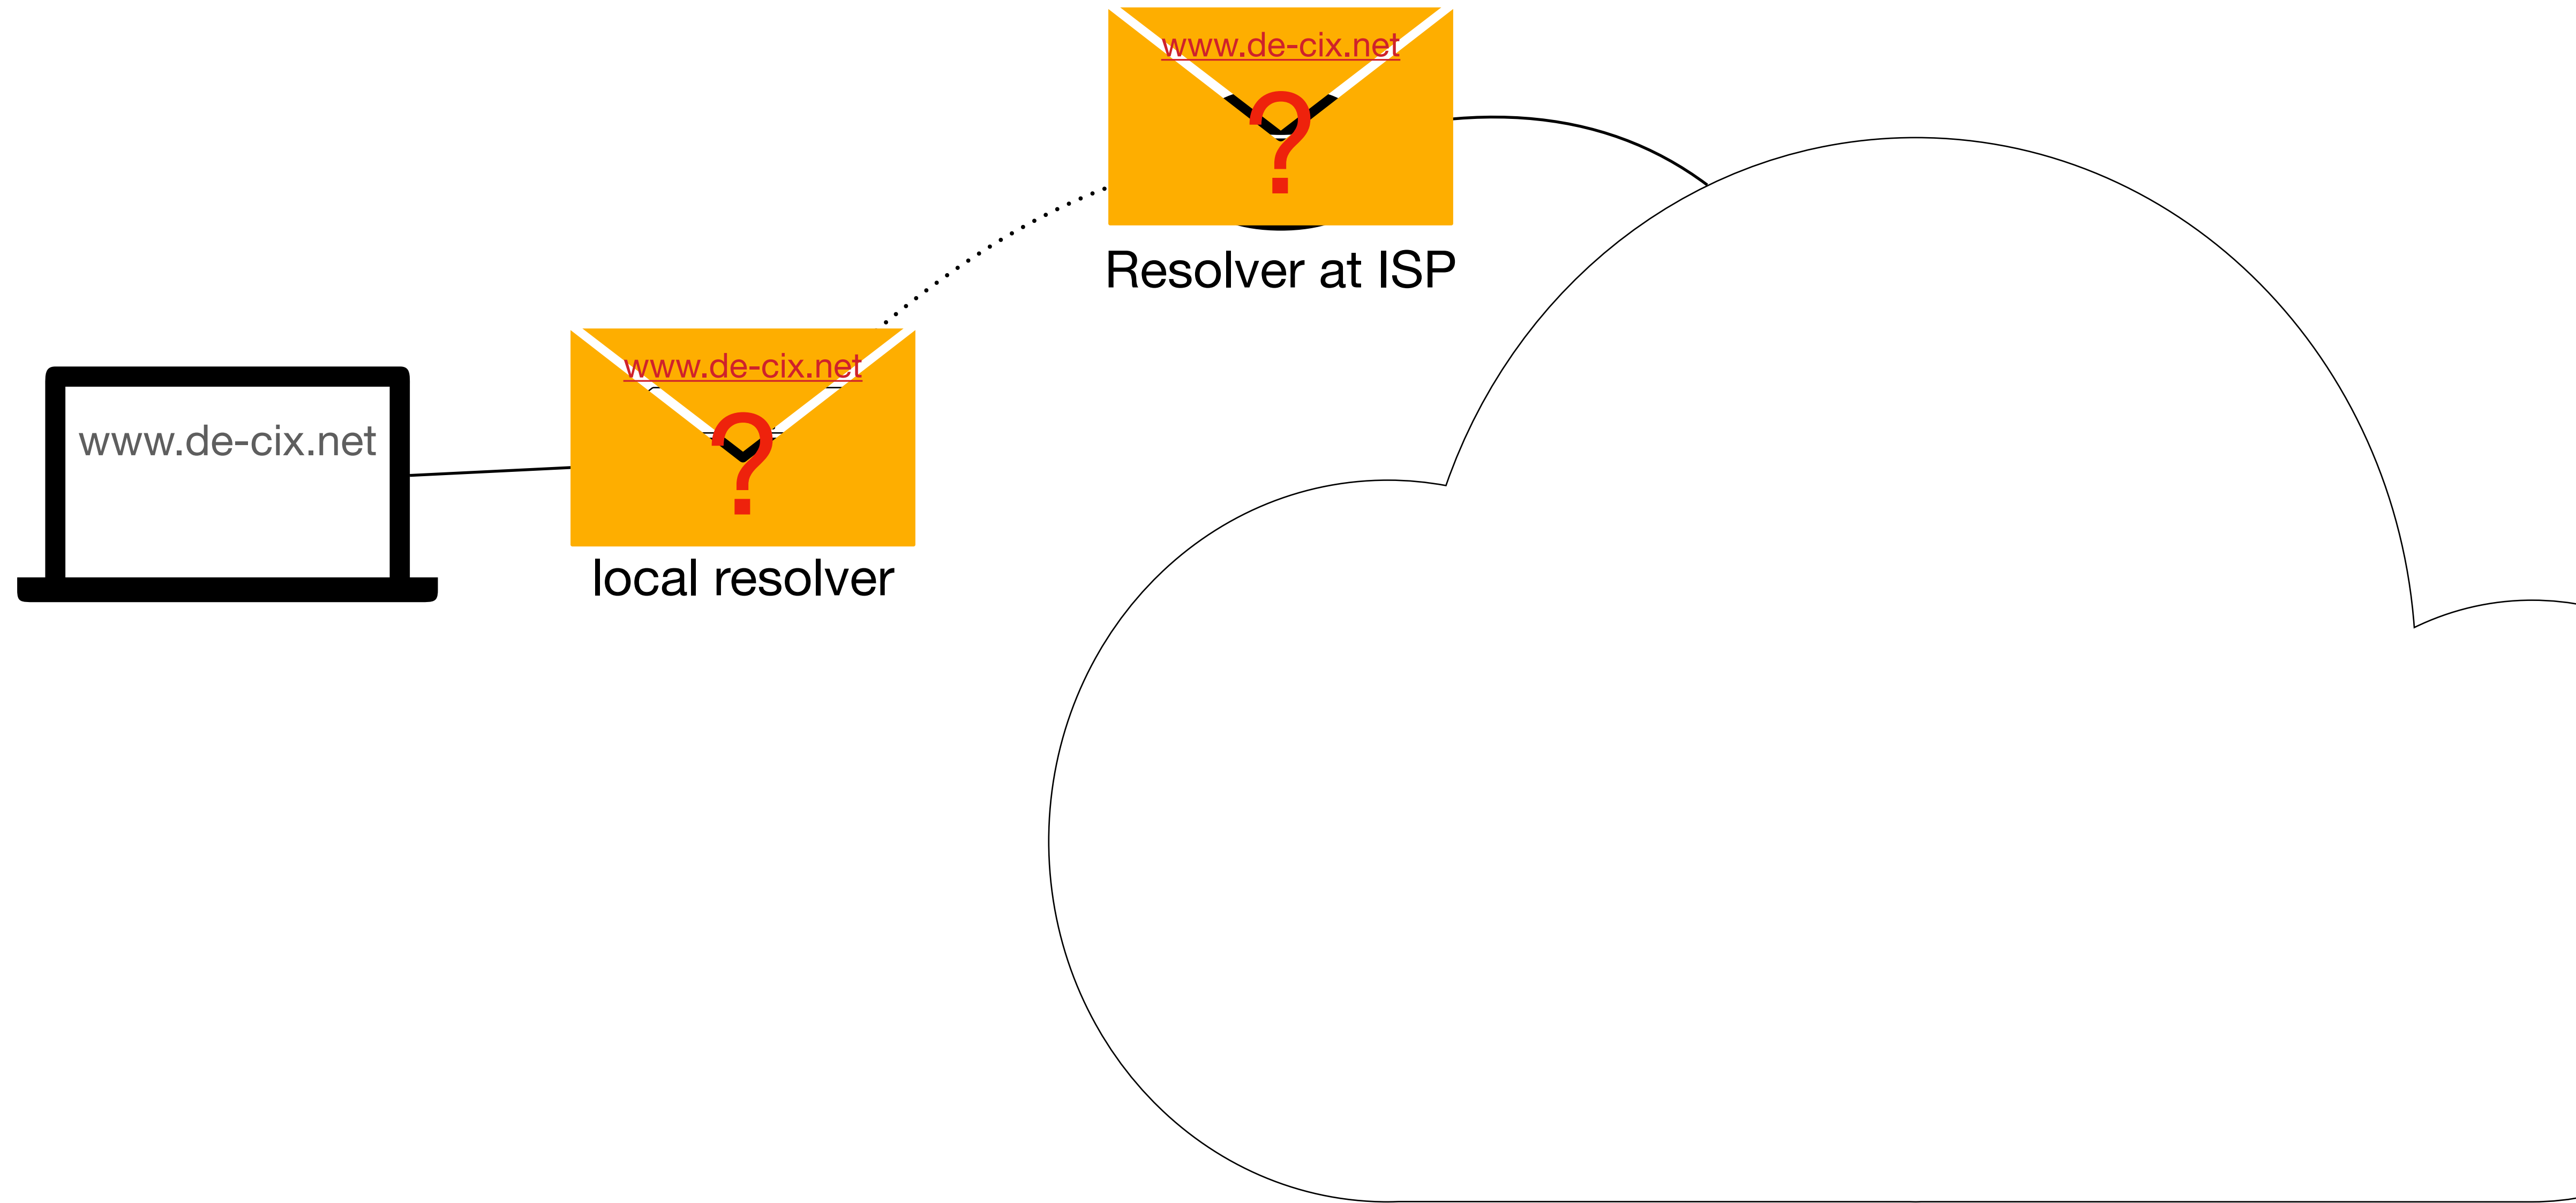 www.de-cix.net
?
Resolver at ISP
www.de-cix.net
?
local resolver
www.de-cix.net